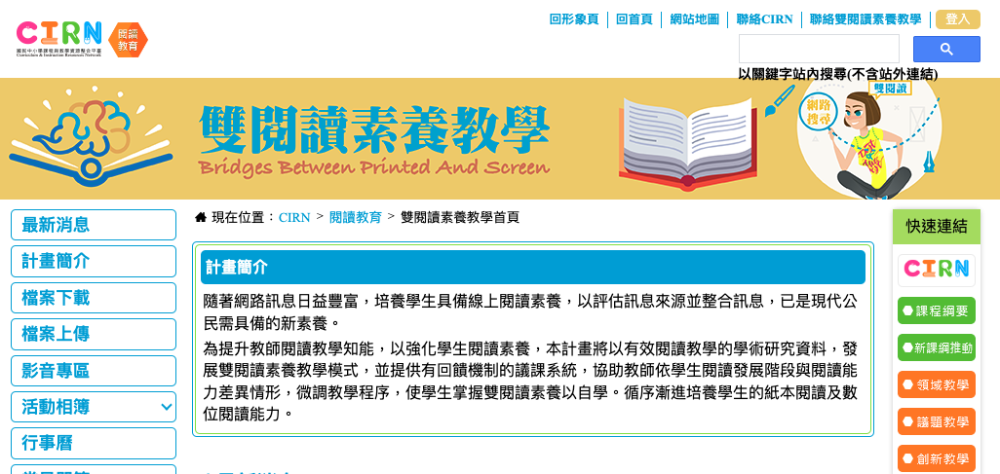 CIRN
國民中小學課程與教學資源整合平臺
Curriculum & Instruction Resources Network
閱讀
教育
回形象頁
回首頁
網站地圖
聯絡CIRN
聯絡雙閱讀素養教學
登入
以關鍵字站內搜尋(不含站外連結)
雙閱讀素養教學
Bridges Between Printed And Screen
網路
搜尋
雙閱讀
最新消息
計畫簡介
檔案下載
檔案上傳
影音專區
活動相簿
行事曆
現在位置：CIRN > 閱讀教育 > 雙閱讀素養教學首頁
計畫簡介
隨著網路訊息日益豐富，培養學生具備線上閱讀素養，以評估訊息來源並整合訊息，已是現代公
民需具備的新素養。
為提升教師閱讀教學知能，以強化學生閱讀素養，本計畫將以有效閱讀教學的學術研究資料，發
展雙閱讀素養教學模式，並提供有回饋機制的議課系統，協助教師依學生閱讀發展階段與閱讀能
力差異情形，微調教學程序，使學生掌握雙閱讀素養以自學。循序漸進培養學生的紙本閱讀及數
位閱讀能力。
快速連結
CIRN
課程綱要
新課綱推動
領域教學
議題教學
創新教學